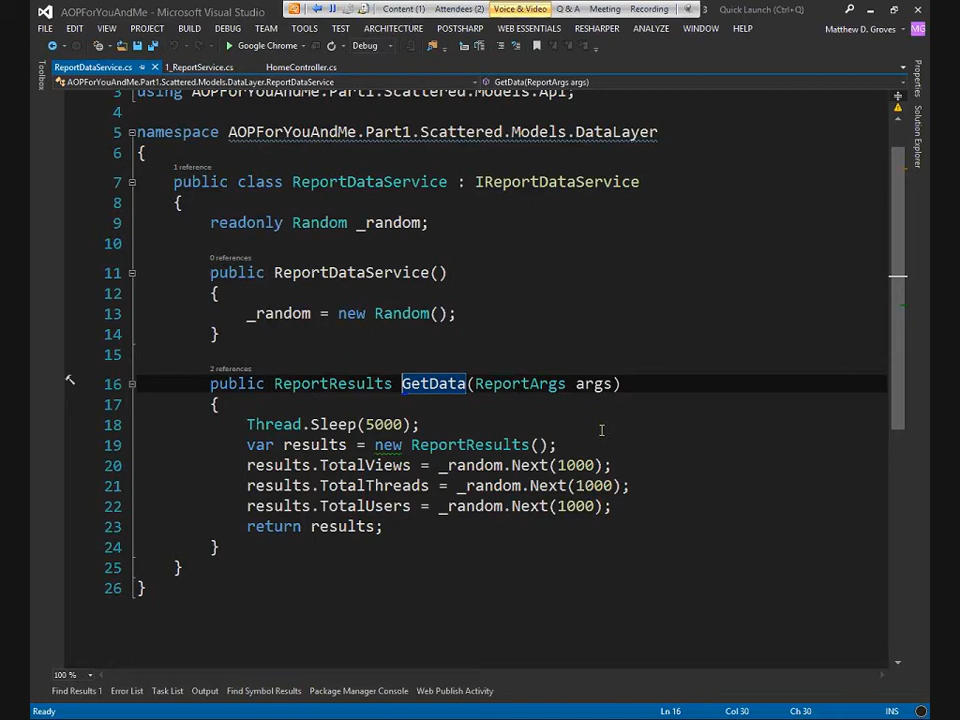 AOPForYouAndMe - Microsoft Visual Studio
Content (1) Attendees (2) Voice & Video Q & A Meeting Recording
3 Quick Launch (Ctrl+Q)
FILE EDIT VIEW PROJECT BUILD DEBUG TEAM TOOLS TEST ARCHITECTURE POSTSHARP WEB ESSENTIALS RESHARPER ANALYZE WINDOW HELP Matthew D. Groves MG
Google Chrome Debug
ReportDataService.cs 1_ReportService.cs HomeController.cs
AOPForYouAndMe.Part1.Scattered.Models.DataLayer.ReportDataService GetData(ReportArgs args)
Toolbox
Properties
Solution Explorer
3 using AOPForYouAndMe.Part1.Scattered.Models.Api;
4
5 namespace AOPForYouAndMe.Part1.Scattered.Models.DataLayer
6 {
1 reference
7 public class ReportDataService : IReportDataService
8 {
9 readonly Random _random;
10
0 references
11 public ReportDataService()
12 {
13 _random = new Random();
14 }
15
2 references
16 public ReportResults GetData(ReportArgs args)
17 {
18 Thread.Sleep(5000);
19 var results = new ReportResults();
20 results.TotalViews = _random.Next(1000);
21 results.TotalThreads = _random.Next(1000);
22 results.TotalUsers = _random.Next(1000);
23 return results;
24 }
25 }
26 }
100 %
Find Results 1 Error List Task List Output Find Symbol Results Package Manager Console Web Publish Activity
Ready Ln 16 Col 30 Ch 30 INS